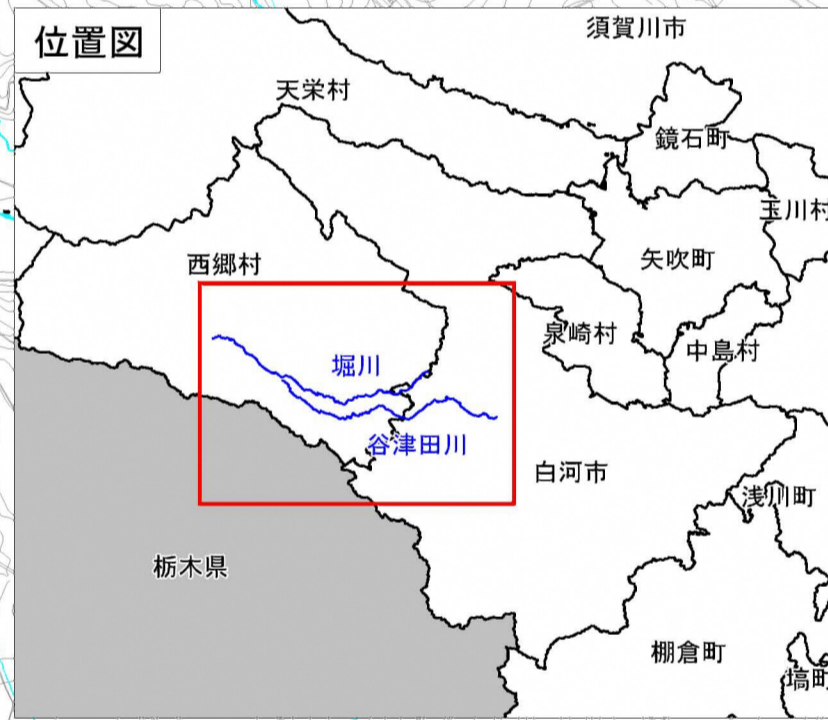 位置図
須賀川市
天栄村
鏡石町
玉川村
矢吹町
西郷村
泉崎村
中島村
堀川
谷津田川
白河市
浅川町
栃木県
棚倉町
塙町